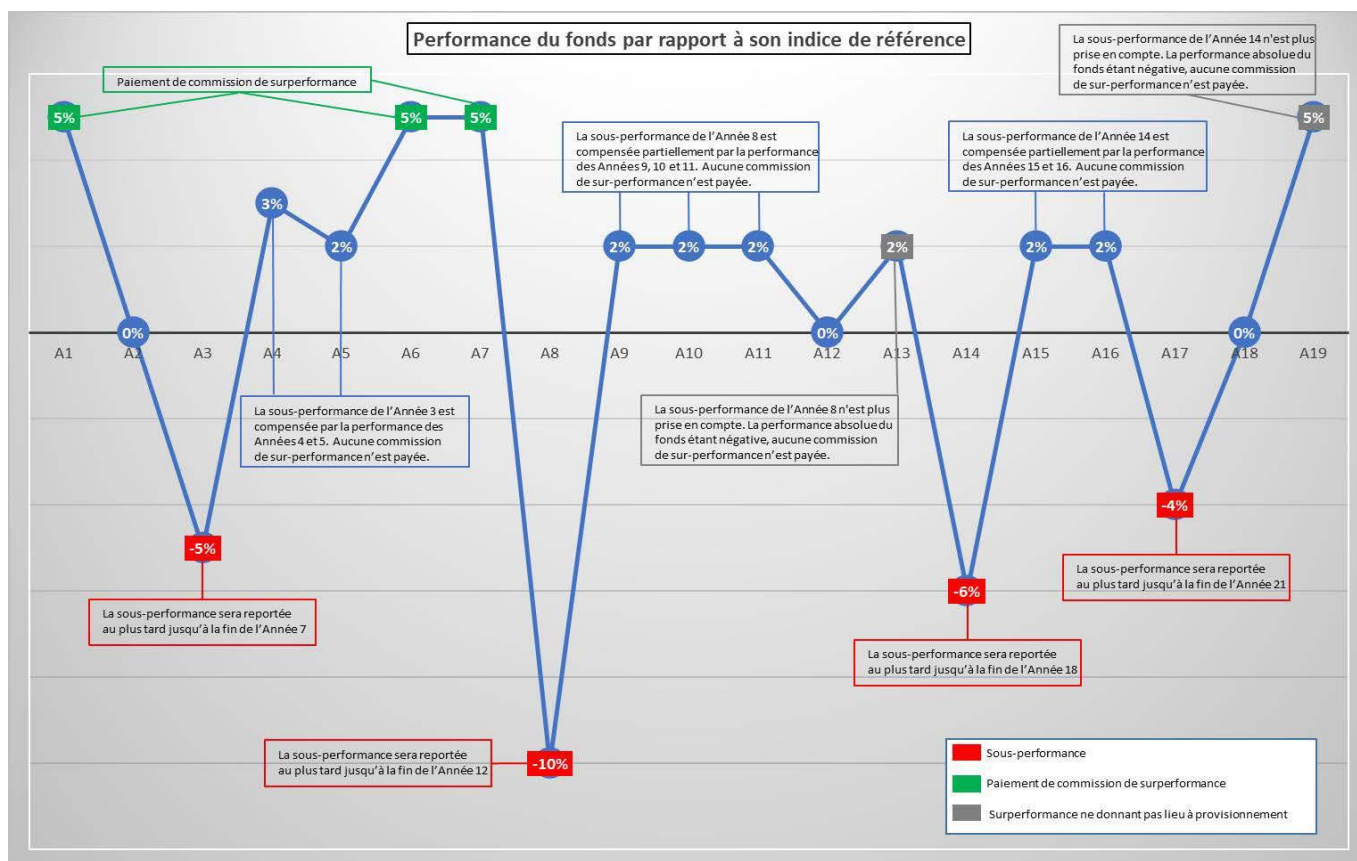 Performance du fonds par rapport à son indice de référence
La sous-performance de l'Année 14 n'est plus
prise en compte. La performance absolue du
fonds étant négative, aucune commission
de sur-performance n'est payée.
Paiement de commission de surperformance
5%
5%
5%
5%
La sous-performance de l'Année 8 est
compensée partiellement par la performance
des Années 9, 10 et 11. Aucune commission
de sur-performance n'est payée.
La sous-performance de l'Année 14 est
compensée partiellement par la performance
des Années 15 et 16. Aucune commission
de sur-performance n'est payée.
3%
2%
2%
2%
2%
2%
2%
2%
0%
0%
0%
A1 A2 A3 A4 A5 A6 A7 A8 A9 A10 A11 A12 A13 A14 A15 A16 A17 A18 A19
La sous-performance de l'Année 3 est
compensée par la performance des
Années 4 et 5. Aucune commission
de sur-performance n'est payée.
La sous-performance de l'Année 8 n'est plus
prise en compte. La performance absolue du
fonds étant négative, aucune commission
de sur-performance n'est payée.
-4%
-5%
-6%
La sous-performance sera reportée
au plus tard jusqu'à la fin de l'Année 21
La sous-performance sera reportée
au plus tard jusqu'à la fin de l'Année 7
La sous-performance sera reportée
au plus tard jusqu'à la fin de l'Année 18
La sous-performance sera reportée
au plus tard jusqu'à la fin de l'Année 12
-10%
Sous-performance
Paiement de commission de surperformance
Surperformance ne donnant pas lieu à provisionnement